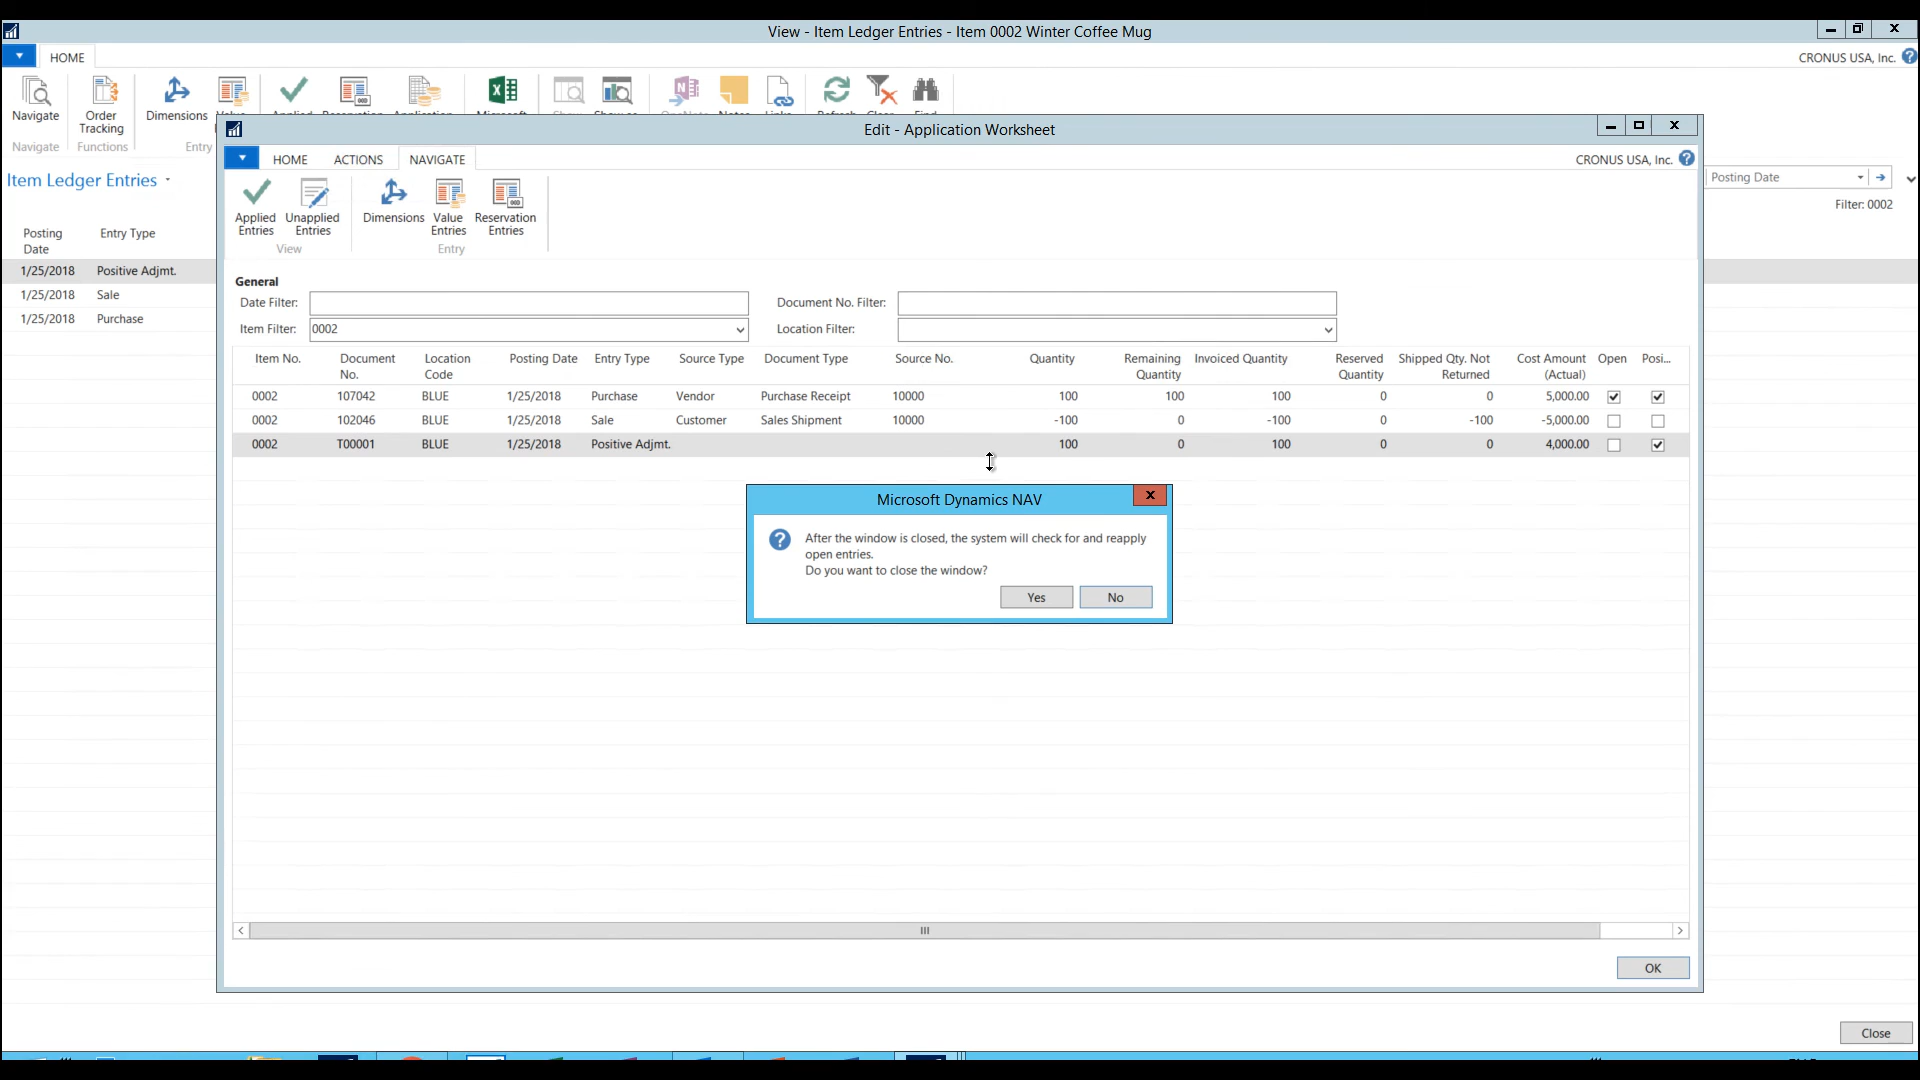 View - Item Ledger Entries - Item 0002 Winter Coffee Mug
HOME
CRONUS USA, Inc.
Navigate
Order
Tracking
Dimensions
Navigate
Functions
Entry
Item Ledger Entries
Posting Date
Filter: 0002
Posting
Date
Entry Type
1/25/2018 Positive Adjmt.
1/25/2018 Sale
1/25/2018 Purchase
Edit - Application Worksheet
HOME ACTIONS NAVIGATE
CRONUS USA, Inc.
Applied
Entries
Unapplied
Entries
Dimensions
Value
Entries
Reservation
Entries
View
Entry
General
Date Filter:
Document No. Filter:
Item Filter: 0002
Location Filter:
Item No.
Document
No.
Location
Code
Posting Date
Entry Type
Source Type
Document Type
Source No.
Quantity
Remaining
Quantity
Invoiced Quantity
Reserved
Quantity
Shipped Qty. Not
Returned
Cost Amount
(Actual)
Open
Posi...
0002 107042 BLUE 1/25/2018 Purchase Vendor Purchase Receipt 10000 100 100 100 0 0 5,000.00
0002 102046 BLUE 1/25/2018 Sale Customer Sales Shipment 10000 -100 0 -100 0 -100 -5,000.00
0002 T00001 BLUE 1/25/2018 Positive Adjmt. 100 0 100 0 0 4,000.00
Microsoft Dynamics NAV
After the window is closed, the system will check for and reapply
open entries.
Do you want to close the window?
Yes
No
OK
Close